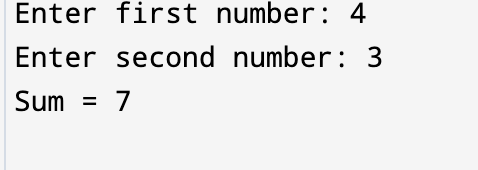 Enter first number: 4
Enter second number: 3
Sum = 7